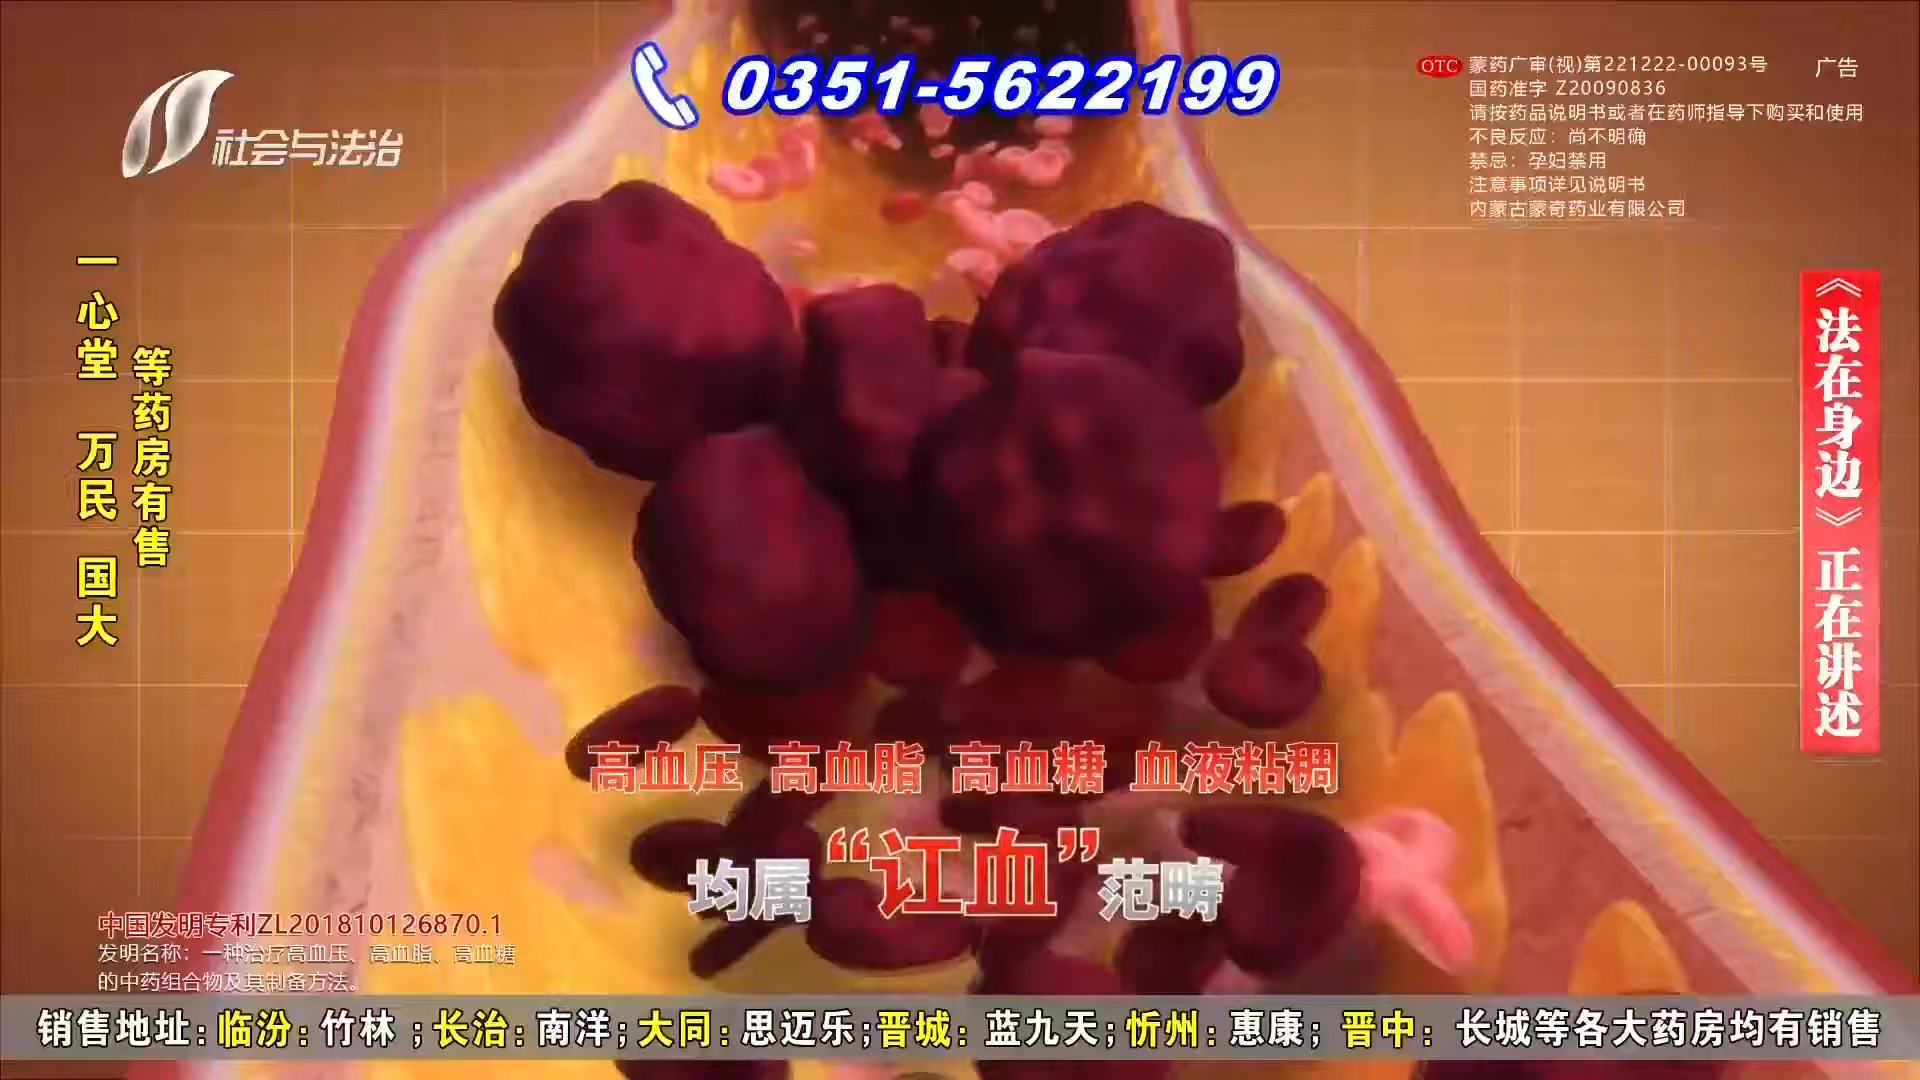 0351-5622199
社会与法治
OTC 蒙药广审(视)第221222-00093号
广告
国药准字 Z20090836
请按药品说明书或者在药师指导下购买和使用
不良反应：尚不明确
禁忌：孕妇禁用
注意事项详见说明书
内蒙古蒙奇药业有限公司
一心堂 万民 国大
等药房有售
《法在身边》正在讲述
高血压 高血脂 高血糖 血液粘稠
均属“讧血”范畴
中国发明专利ZL201810126870.1
发明名称：一种治疗高血压、高血脂、高血糖
的中药组合物及其制备方法。
销售地址:临汾:竹林;长治:南洋;大同:思迈乐;晋城:蓝九天;忻州:惠康;晋中:长城等各大药房均有销售